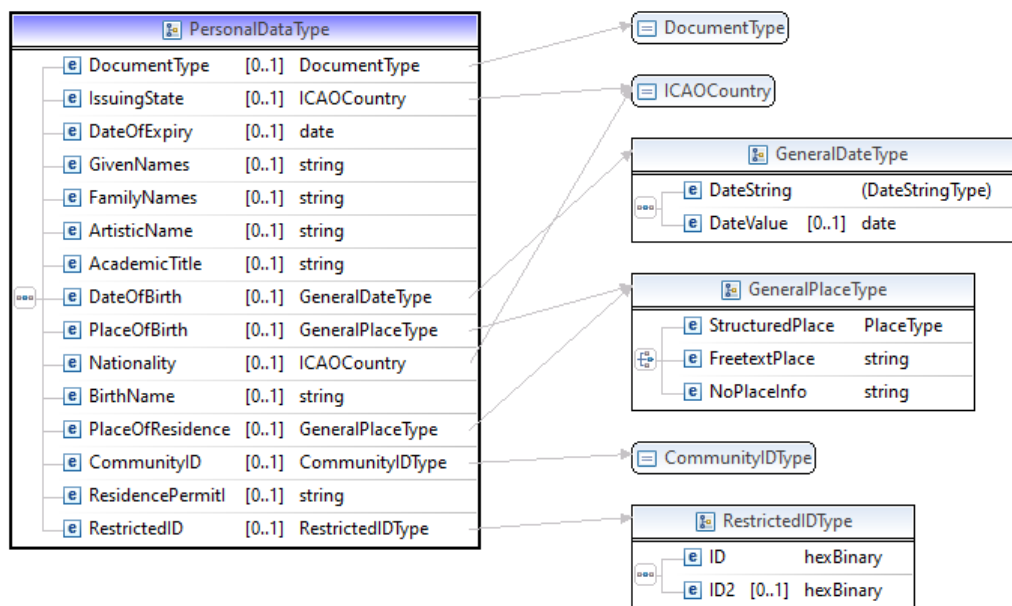 PersonalDataType
e DocumentType [0..1] DocumentType
e IssuingState [0..1] ICAOCountry
e DateOfExpiry [0..1] date
e GivenNames [0..1] string
e FamilyNames [0..1] string
e ArtisticName [0..1] string
e AcademicTitle [0..1] string
e DateOfBirth [0..1] GeneralDateType
e PlaceOfBirth [0..1] GeneralPlaceType
e Nationality [0..1] ICAOCountry
e BirthName [0..1] string
e PlaceOfResidence [0..1] GeneralPlaceType
e CommunityID [0..1] CommunityIDType
e ResidencePermitI [0..1] string
e RestrictedID [0..1] RestrictedIDType
DocumentType
ICAOCountry
GeneralDateType
e DateString (DateStringType)
e DateValue [0..1] date
GeneralPlaceType
e StructuredPlace PlaceType
e FreetextPlace string
e NoPlaceInfo string
CommunityIDType
RestrictedIDType
e ID hexBinary
e ID2 [0..1] hexBinary